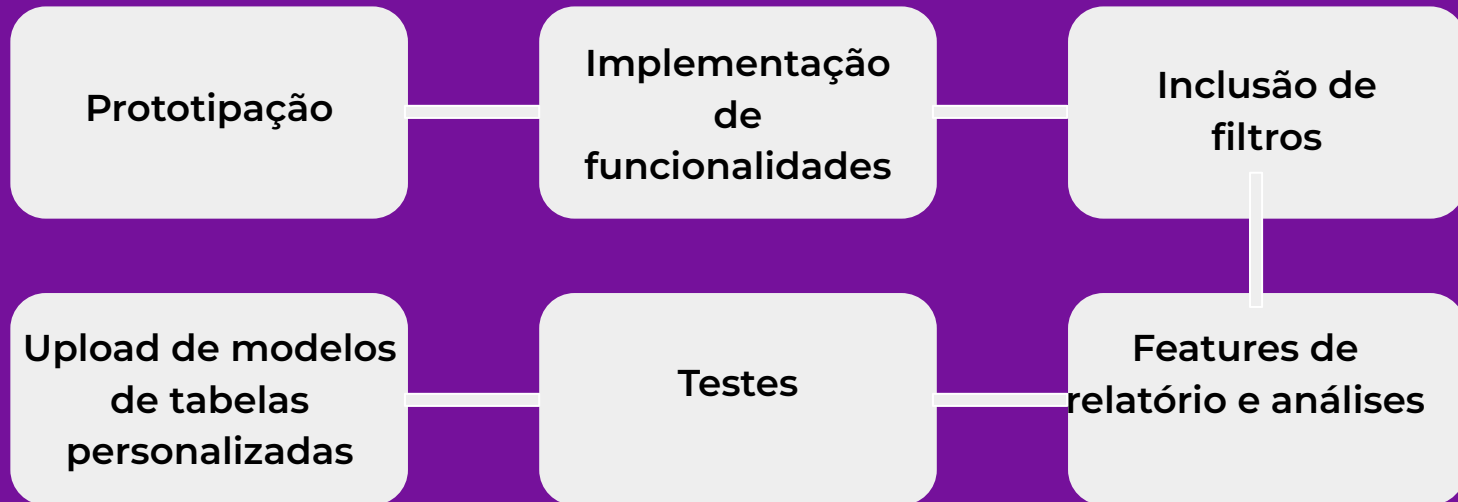 Prototipação
Implementação
de
funcionalidades
Inclusão de
filtros
Upload de modelos
de tabelas
personalizadas
Testes
Features de
relatório e análises